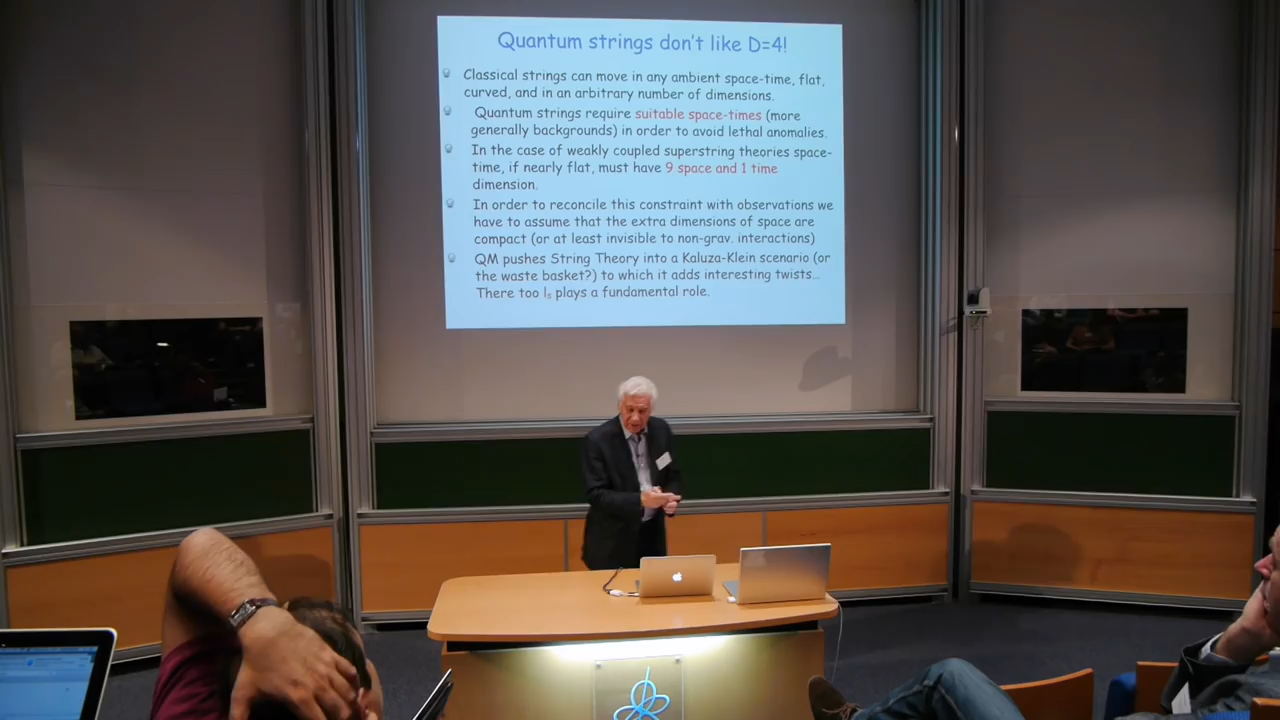 Quantum strings don't like D=4!
Classical strings can move in any ambient space-time, flat,
curved, and in an arbitrary number of dimensions.
Quantum strings require suitable space-times (more
generally backgrounds) in order to avoid lethal anomalies.
In the case of weakly coupled superstring theories space-
time, if nearly flat, must have 9 space and 1 time
dimension.
In order to reconcile this constraint with observations we
have to assume that the extra dimensions of space are
compact (or at least invisible to non-grav. interactions)
QM pushes String Theory into a Kaluza-Klein scenario (or
the waste basket?) to which it adds interesting twists...
There too lₛ plays a fundamental role.